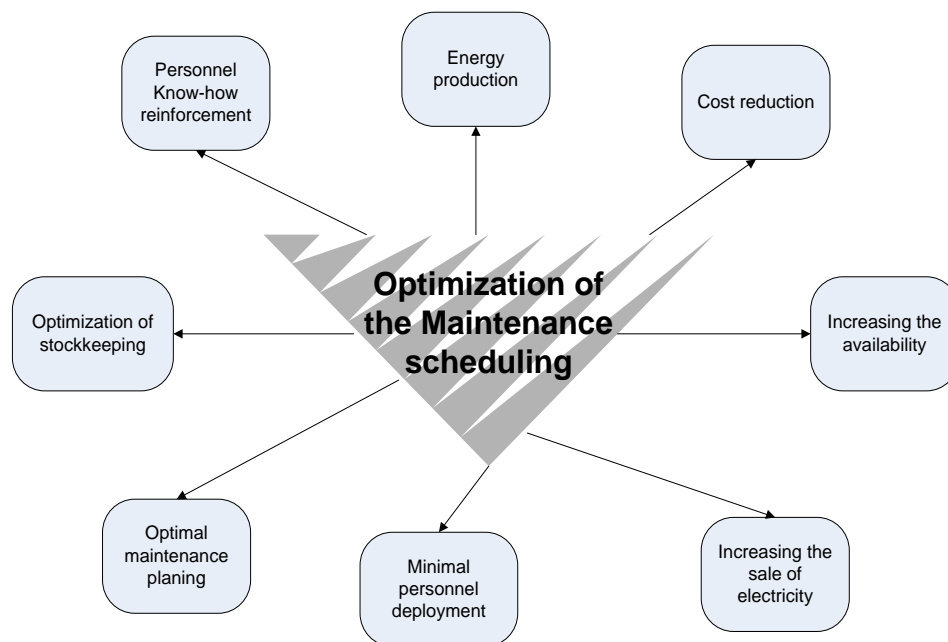 Personnel
Know-how
reinforcement
Energy
production
Cost reduction
Optimization of
the Maintenance
scheduling
Optimization of
stockkeeping
Increasing the
availability
Optimal
maintenance
planing
Minimal
personnel
deployment
Increasing the
sale of
electricity